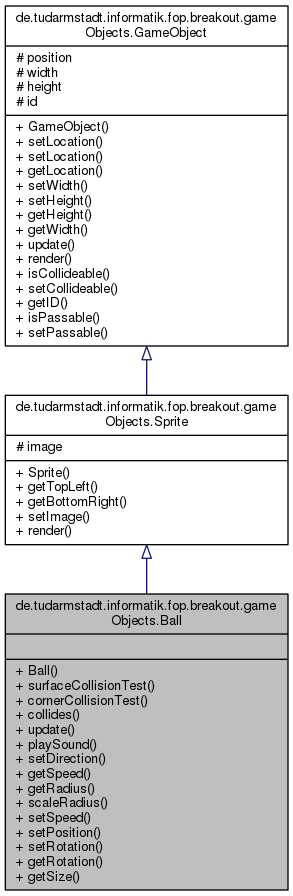 de.tudarmstadt.informatik.fop.breakout.game
Objects.GameObject
# position
# width
# height
# id
+ GameObject()
+ setLocation()
+ setLocation()
+ getLocation()
+ setWidth()
+ setHeight()
+ getHeight()
+ getWidth()
+ update()
+ render()
+ isCollideable()
+ setCollideable()
+ getID()
+ isPassable()
+ setPassable()
de.tudarmstadt.informatik.fop.breakout.game
Objects.Sprite
# image
+ Sprite()
+ getTopLeft()
+ getBottomRight()
+ setImage()
+ render()
de.tudarmstadt.informatik.fop.breakout.game
Objects.Ball
+ Ball()
+ surfaceCollisionTest()
+ cornerCollisionTest()
+ collides()
+ update()
+ playSound()
+ setDirection()
+ getSpeed()
+ getRadius()
+ scaleRadius()
+ setSpeed()
+ setPosition()
+ setRotation()
+ getRotation()
+ getSize()